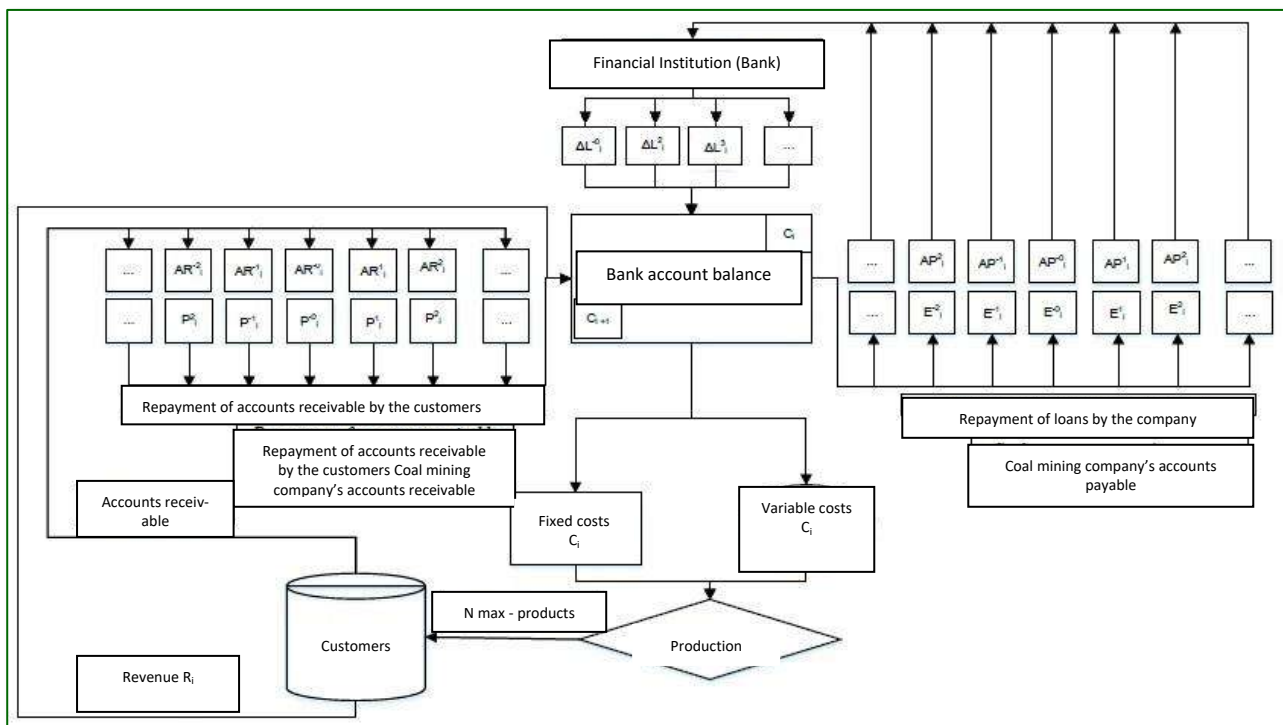 Financial Institution (Bank)
ΔL⁻⁰ᵢ ΔL²ᵢ ΔL³ᵢ ...
Cᵢ
Bank account balance
Cᵢ₊₁
... AR⁻²ᵢ AR⁻¹ᵢ AR⁻⁰ᵢ AR¹ᵢ AR²ᵢ ...
... P²ᵢ P⁻¹ᵢ P⁻⁰ᵢ P¹ᵢ P²ᵢ ...
... AP²ᵢ AP⁻¹ᵢ AP⁻⁰ᵢ AP¹ᵢ AP²ᵢ ...
... E⁻²ᵢ E⁻¹ᵢ E⁻⁰ᵢ E¹ᵢ E²ᵢ ...
Repayment of accounts receivable by the customers
Repayment of accounts receivable
by the customers Coal mining
company's accounts receivable
Repayment of loans by the company
Coal mining company's accounts
payable
Accounts receiv-
able
Fixed costs
Cᵢ
Variable costs
Cᵢ
N max - products
Customers
Production
Revenue Rᵢ